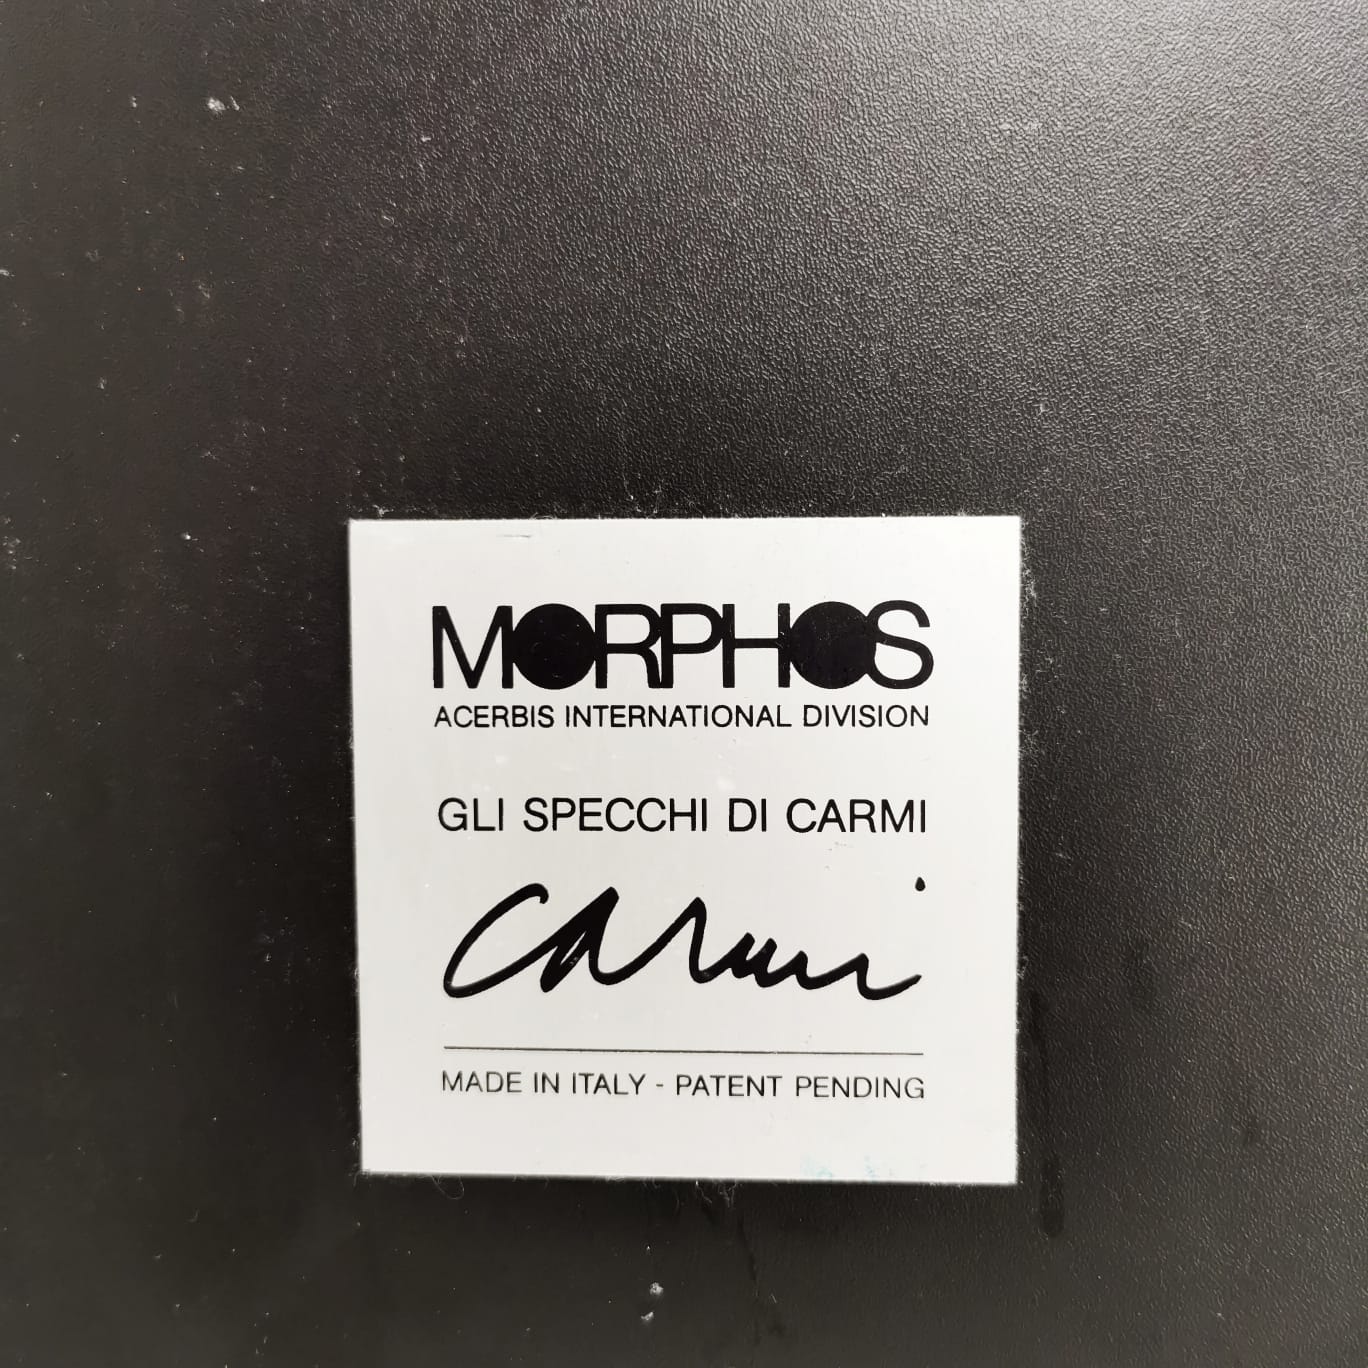 MORPHOS
ACERBIS INTERNATIONAL DIVISION
GLI SPECCHI DI CARMI
Carmi
MADE IN ITALY - PATENT PENDING